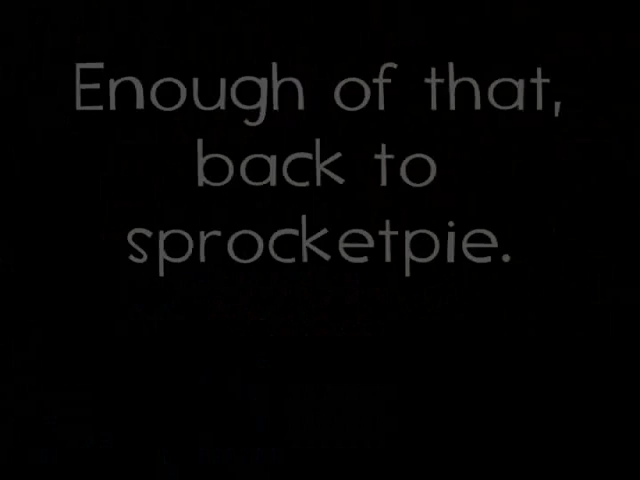 Enough of that,
back to
sprocketpie.